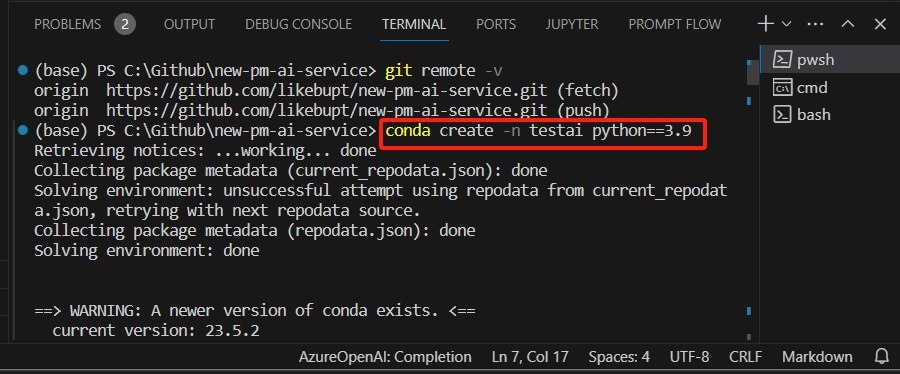 PROBLEMS 2 OUTPUT DEBUG CONSOLE TERMINAL PORTS JUPYTER PROMPT FLOW
(base) PS C:\Github\new-pm-ai-service> git remote -v
origin  https://github.com/likebupt/new-pm-ai-service.git (fetch)
origin  https://github.com/likebupt/new-pm-ai-service.git (push)
(base) PS C:\Github\new-pm-ai-service> conda create -n testai python==3.9
Retrieving notices: ...working... done
Collecting package metadata (current_repodata.json): done
Solving environment: unsuccessful attempt using repodata from current_repodat
a.json, retrying with next repodata source.
Collecting package metadata (repodata.json): done
Solving environment: done
==> WARNING: A newer version of conda exists. <==
  current version: 23.5.2
pwsh
cmd
bash
AzureOpenAI: Completion Ln 7, Col 17 Spaces: 4 UTF-8 CRLF Markdown